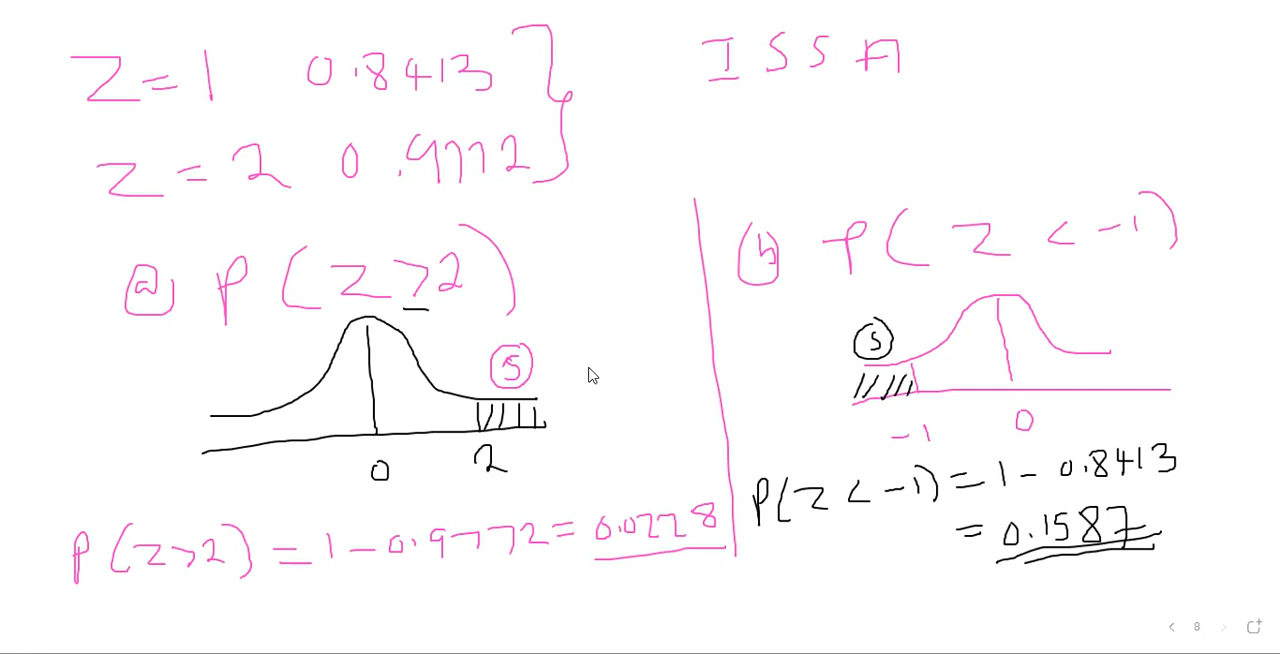 Z = 1 0.8413
Z = 2 0.9772
ISSA
(a) P(Z > 2)
S
0 2
P(Z>2) = 1 - 0.9772 = 0.0228
(b) P(Z < -1)
S
-1 0
P(Z < -1) = 1 - 0.8413
= 0.1587
8